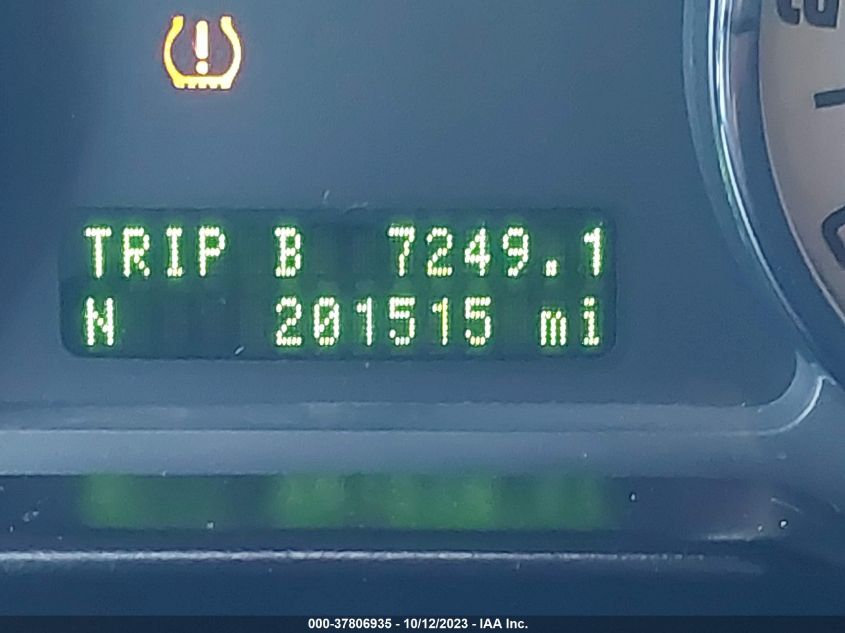 TRIP B 7249.1
N 201515 mi
000-37806935 - 10/12/2023 - IAA Inc.